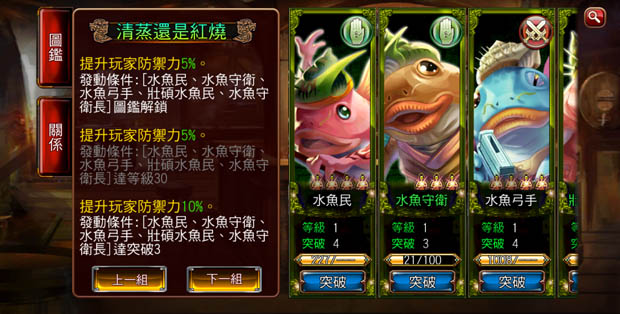 圖鑑
關係
清蒸還是紅燒
提升玩家防禦力5%。
發動條件:[水魚民、水魚守衛、
水魚弓手、壯碩水魚民、水魚守
衛長]圖鑑解鎖
提升玩家防禦力5%。
發動條件:[水魚民、水魚守衛、
水魚弓手、壯碩水魚民、水魚守
衛長]達等級30
提升玩家防禦力10%。
發動條件:[水魚民、水魚守
衛、水魚弓手、壯碩水魚民、水魚守
衛長]達突破3
上一組
下一組
水魚民
等級 1
突破 4
突破
水魚守衛
等級 1
突破 3
21/100
突破
水魚弓手
等級 1
突破 4
突破